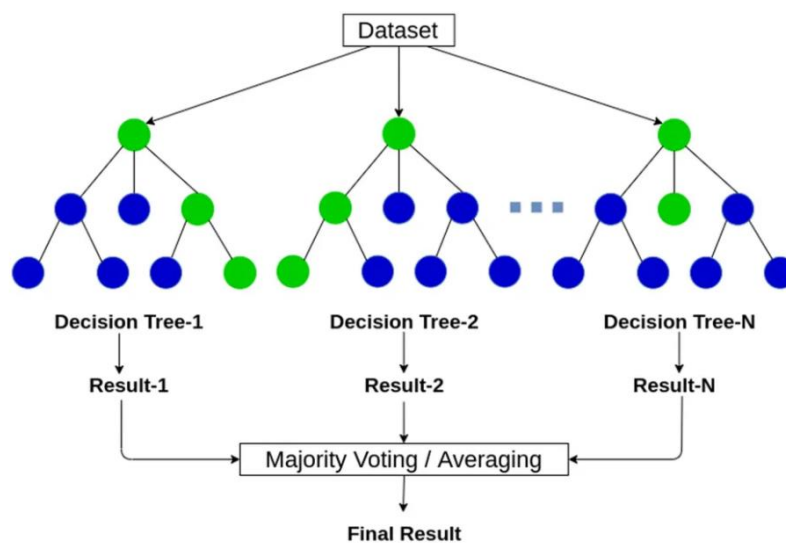 Dataset
Decision Tree-1
Decision Tree-2
Decision Tree-N
Result-1
Result-2
Result-N
Majority Voting / Averaging
Final Result